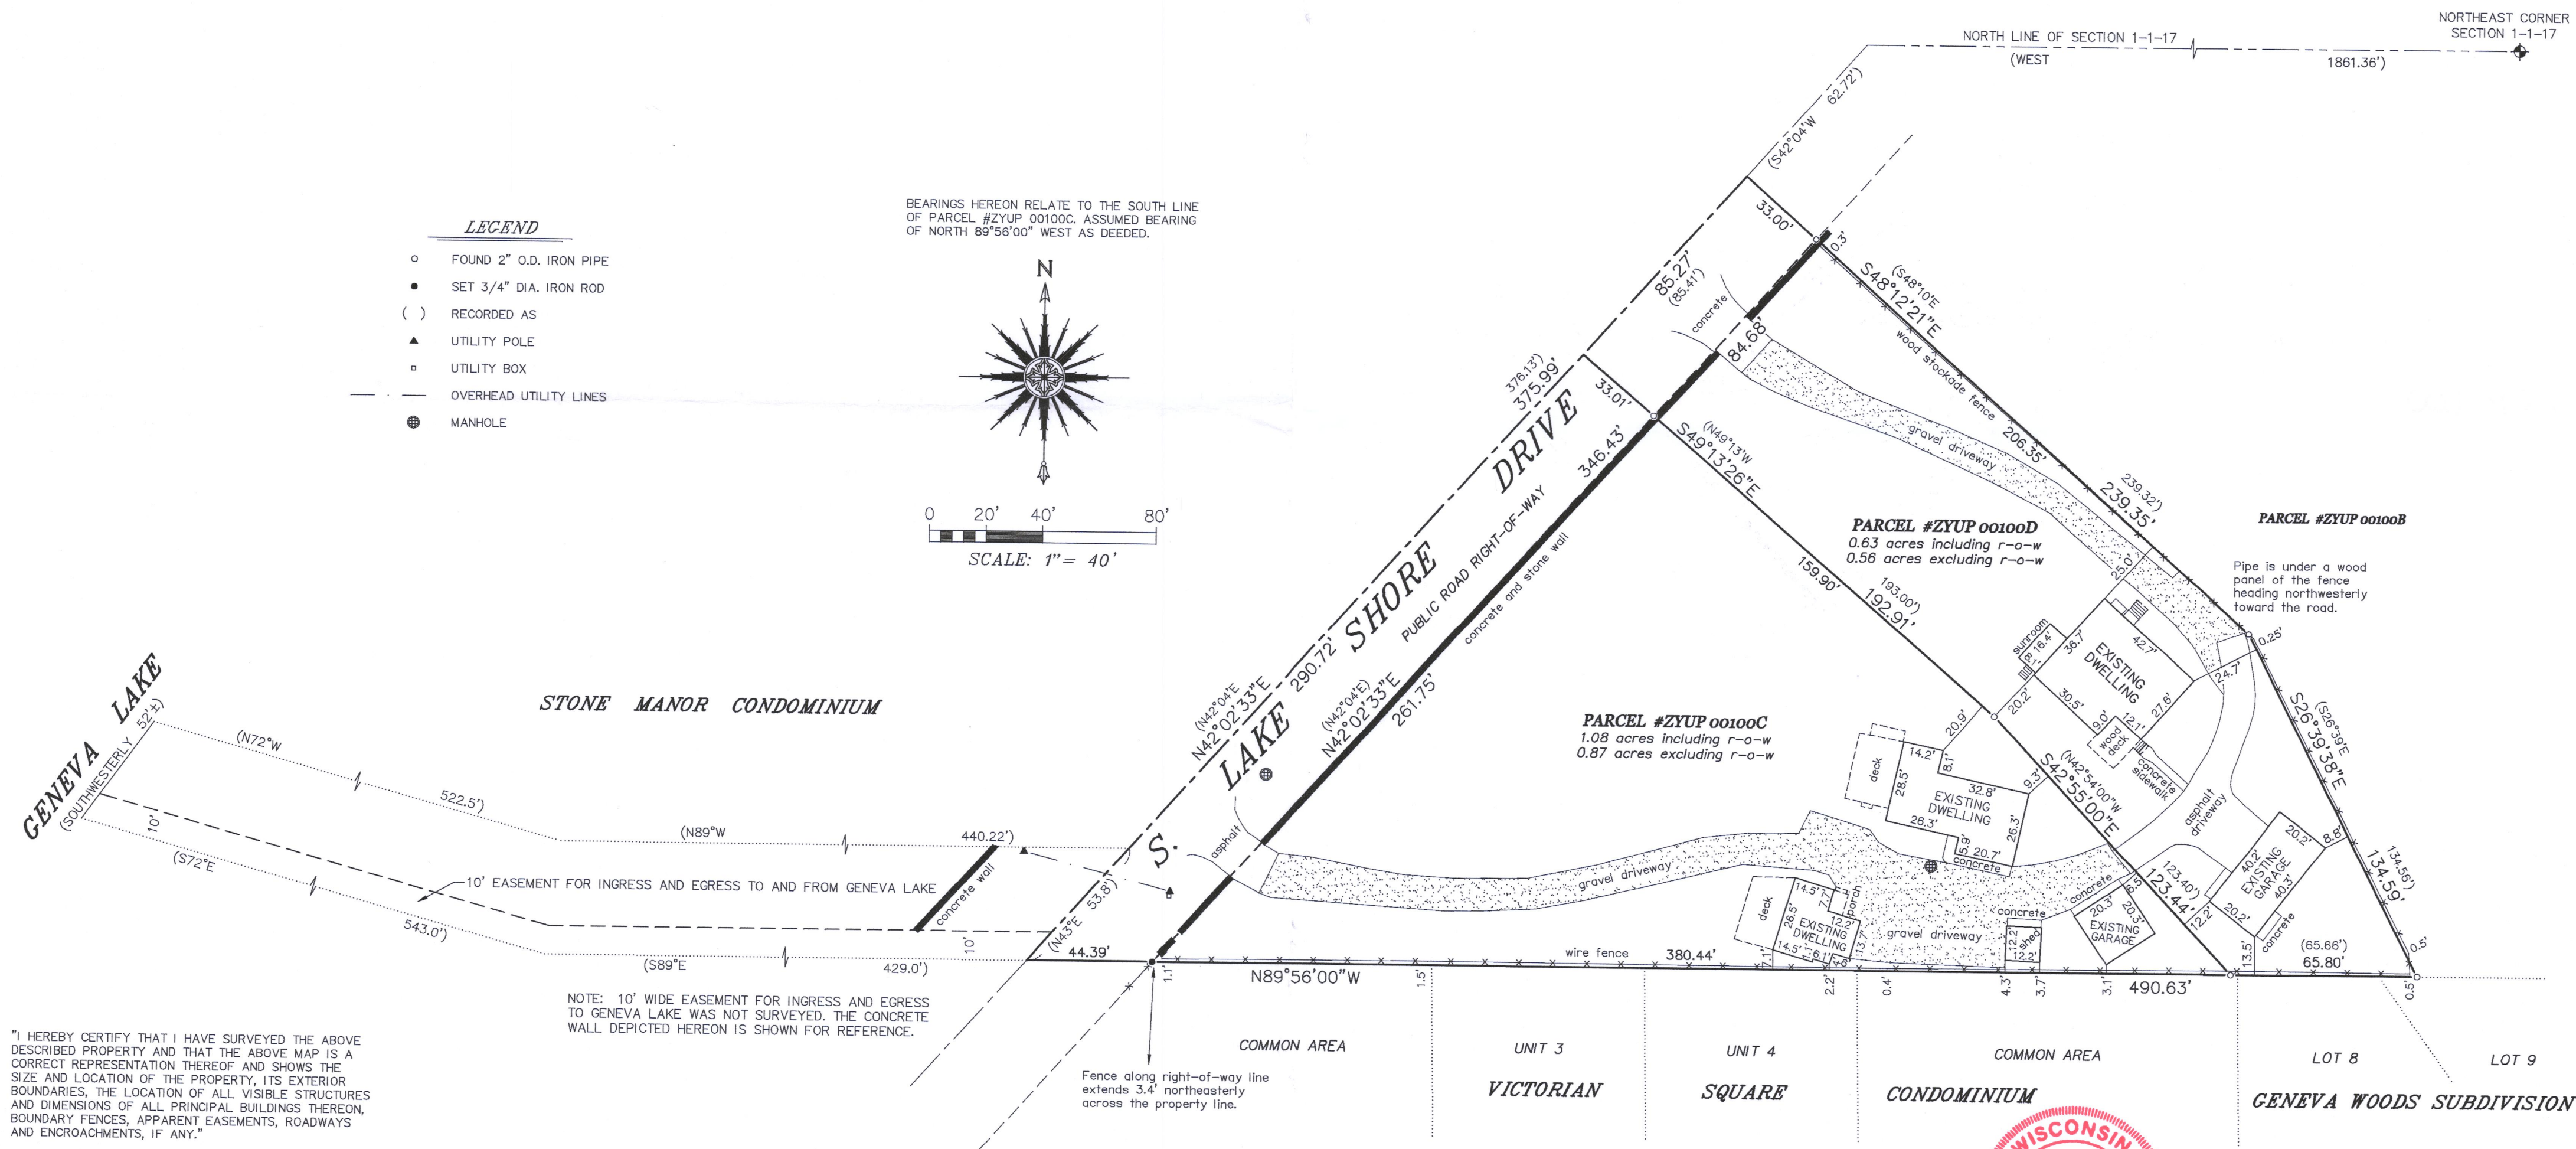 NORTHEAST CORNER
SECTION 1-1-17
NORTH LINE OF SECTION 1-1-17
(WEST
1861.36')
(S42°04'W
62.72')
LEGEND
FOUND 2" O.D. IRON PIPE
SET 3/4" DIA. IRON ROD
( ) RECORDED AS
UTILITY POLE
UTILITY BOX
OVERHEAD UTILITY LINES
MANHOLE
BEARINGS HEREON RELATE TO THE SOUTH LINE
OF PARCEL #ZYUP 00100C. ASSUMED BEARING
OF NORTH 89°56'00" WEST AS DEEDED.
N
0 20' 40' 80'
SCALE: 1"= 40'
33.00'
0.3'
85.27'
(85.41')
concrete
84.68'
(S48°10'E
S48°12'21"E
wood stockade fence
206.35'
239.32')
239.35'
gravel driveway
376.13')
375.99'
33.01'
346.43'
(N49°13'W
S49°13'26"E
159.90'
193.00')
192.91'
S. LAKE SHORE DRIVE
PUBLIC ROAD RIGHT-OF-WAY
concrete and stone wall
290.72'
(N42°04'E
N42°02'33"E
(N42°04'E)
N42°02'33"E
261.75'
PARCEL #ZYUP 00100D
0.63 acres including r-o-w
0.56 acres excluding r-o-w
PARCEL #ZYUP 00100B
Pipe is under a wood
panel of the fence
heading northwesterly
toward the road.
25.0'
sunroom
16.4'
8.1'
36.7'
42.7'
EXISTING
DWELLING
30.5'
9.0'
12.1'
27.6'
wood
deck
concrete
sidewalk
24.7'
0.25'
20.2'
20.9'
(S26°39'E
S26°39'38"E
134.56')
134.59'
asphalt
driveway
(N42°54'00"W
S42°55'00"E
123.40')
123.44'
20.2'
8.8'
40.2'
EXISTING
GARAGE
40.3'
20.2'
12.2'
13.5'
concrete
0.5'
(65.66')
65.80'
0.5'
PARCEL #ZYUP 00100C
1.08 acres including r-o-w
0.87 acres excluding r-o-w
deck
14.2'
8.1'
28.5'
32.8'
9.3'
EXISTING
DWELLING
26.3'
26.3'
5.9'
20.7'
concrete
gravel driveway
deck
14.5'
7.7'
porch
26.5'
12.2'
EXISTING
DWELLING
13.7'
14.5'
6.1'
4.6'
7.1'
gravel driveway
concrete
concrete
12.2'
shed
12.2'
6.5'
20.3'
20.3'
EXISTING
GARAGE
wire fence
380.44'
N89°56'00"W
490.63'
1.1'
1.5'
2.2'
0.4'
4.3'
3.7'
3.1'
asphalt
GENEVA LAKE
(SOUTHWESTERLY 52'±)
STONE MANOR CONDOMINIUM
(N72°W
522.5')
(N89°W
440.22')
10'
(S72°E
543.0')
10' EASEMENT FOR INGRESS AND EGRESS TO AND FROM GENEVA LAKE
concrete wall
10'
(S89°E
429.0')
(N43°E
53.8')
44.39'
NOTE: 10' WIDE EASEMENT FOR INGRESS AND EGRESS
TO GENEVA LAKE WAS NOT SURVEYED. THE CONCRETE
WALL DEPICTED HEREON IS SHOWN FOR REFERENCE.
Fence along right-of-way line
extends 3.4' northeasterly
across the property line.
"I HEREBY CERTIFY THAT I HAVE SURVEYED THE ABOVE
DESCRIBED PROPERTY AND THAT THE ABOVE MAP IS A
CORRECT REPRESENTATION THEREOF AND SHOWS THE
SIZE AND LOCATION OF THE PROPERTY, ITS EXTERIOR
BOUNDARIES, THE LOCATION OF ALL VISIBLE STRUCTURES
AND DIMENSIONS OF ALL PRINCIPAL BUILDINGS THEREON,
BOUNDARY FENCES, APPARENT EASEMENTS, ROADWAYS
AND ENCROACHMENTS, IF ANY."
COMMON AREA
UNIT 3
UNIT 4
COMMON AREA
LOT 8
LOT 9
VICTORIAN SQUARE CONDOMINIUM
GENEVA WOODS SUBDIVISION
WISCONSIN